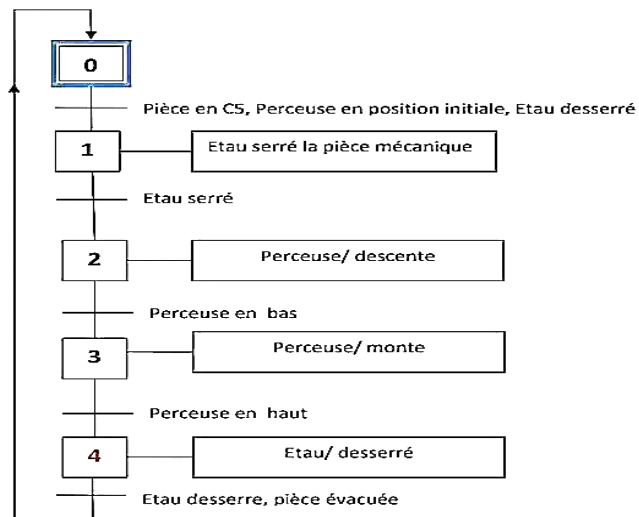 0
Pièce en C5, Perceuse en position initiale, Etau desserré
1
Etau serré la pièce mécanique
Etau serré
2
Perceuse/ descente
Perceuse en bas
3
Perceuse/ monte
Perceuse en haut
4
Etau/ desserré
Etau desserre, pièce évacuée